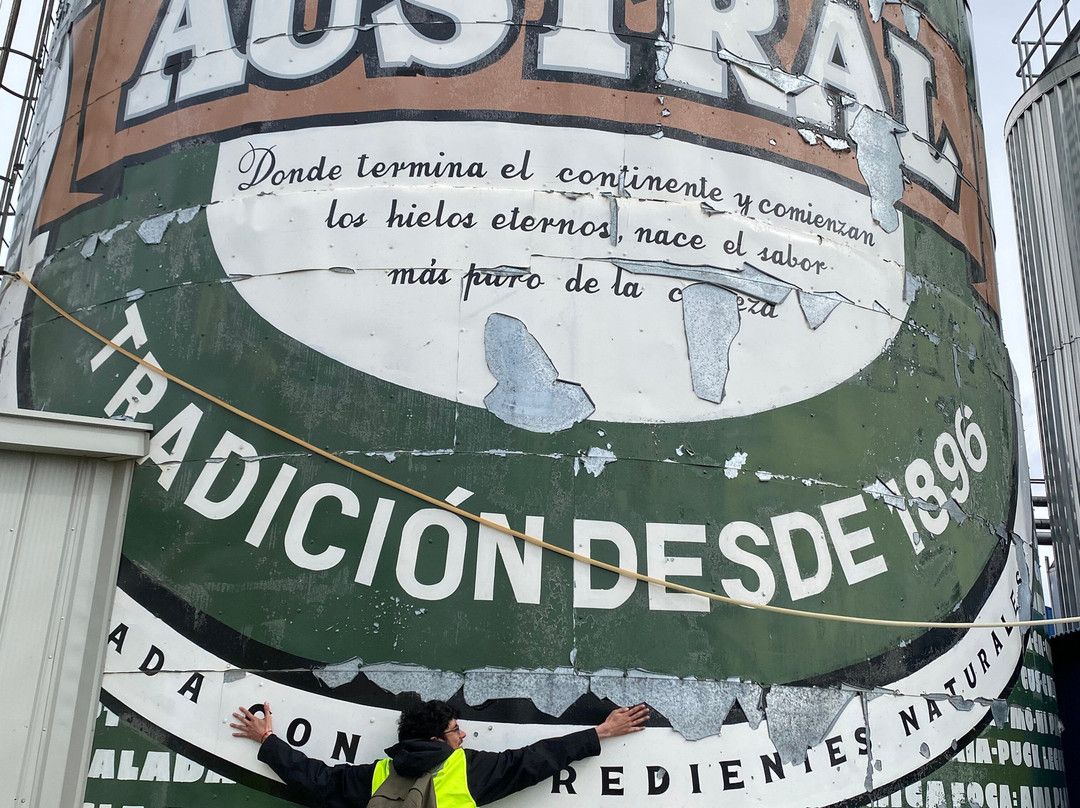 AUSTRAL
Donde termina el continente y comienzan
los hielos eternos, nace el sabor
más puro de la
TRADICIÓN DESDE 1896
CON REDIENTES NATURALES